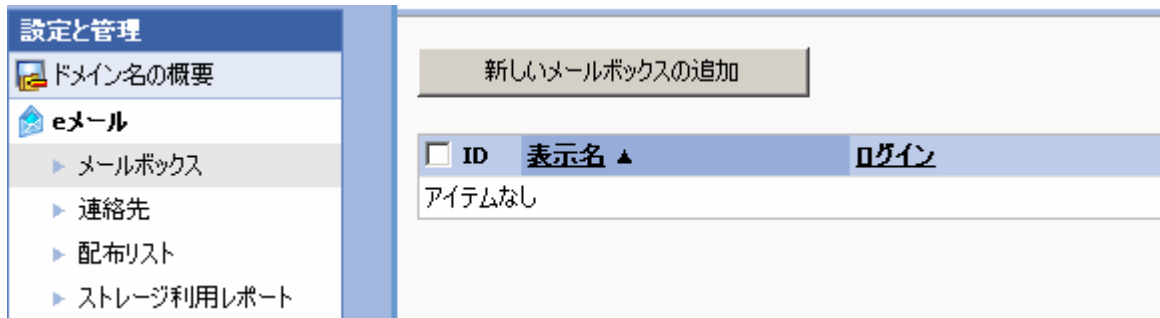 設定と管理
ドメイン名の概要
eメール
メールボックス
連絡先
配布リスト
ストレージ利用レポート
新しいメールボックスの追加
ID 表示名 ▲ ログイン
アイテムなし